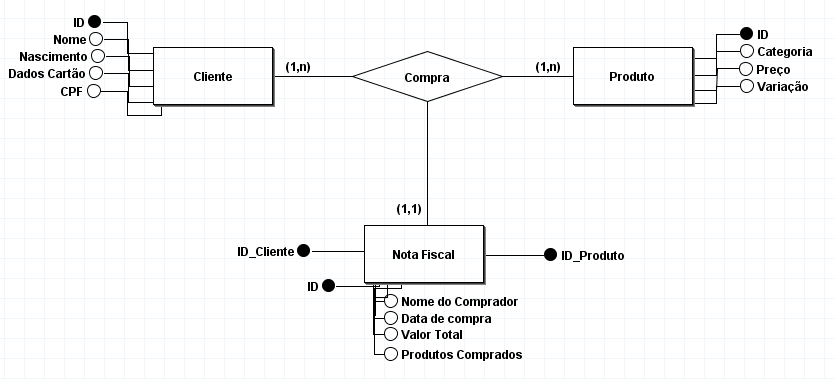 ID
Nome
Nascimento
Dados Cartão
CPF
Cliente
(1,n)
Compra
(1,n)
Produto
ID
Categoria
Preço
Variação
(1,1)
ID_Cliente
Nota Fiscal
ID_Produto
ID
Nome do Comprador
Data de compra
Valor Total
Produtos Comprados